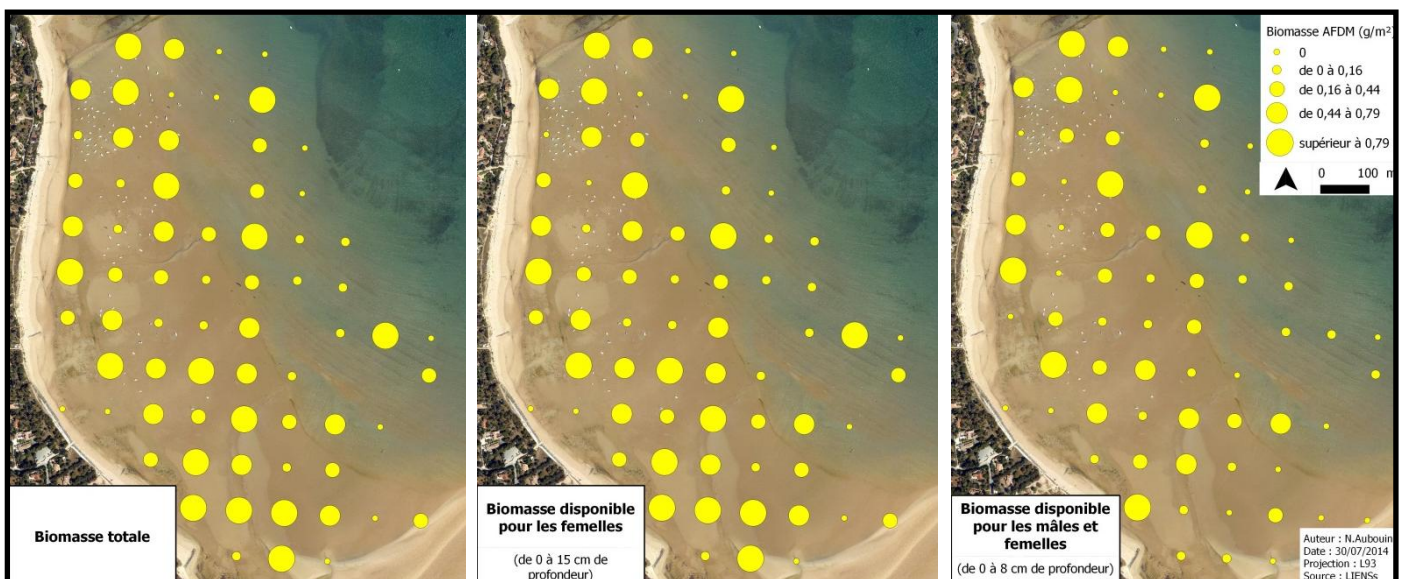 Biomasse totale
Biomasse disponible
pour les femelles
(de 0 à 15 cm de
profondeur)
Biomasse disponible
pour les mâles et
femelles
(de 0 à 8 cm de profondeur)
Biomasse AFDM (g/m²)
0
de 0 à 0,16
de 0,16 à 0,44
de 0,44 à 0,79
supérieur à 0,79
0 100 m
Auteur : N.Aubouin
Date : 30/07/2014
Projection : L93
Source : LIENSs